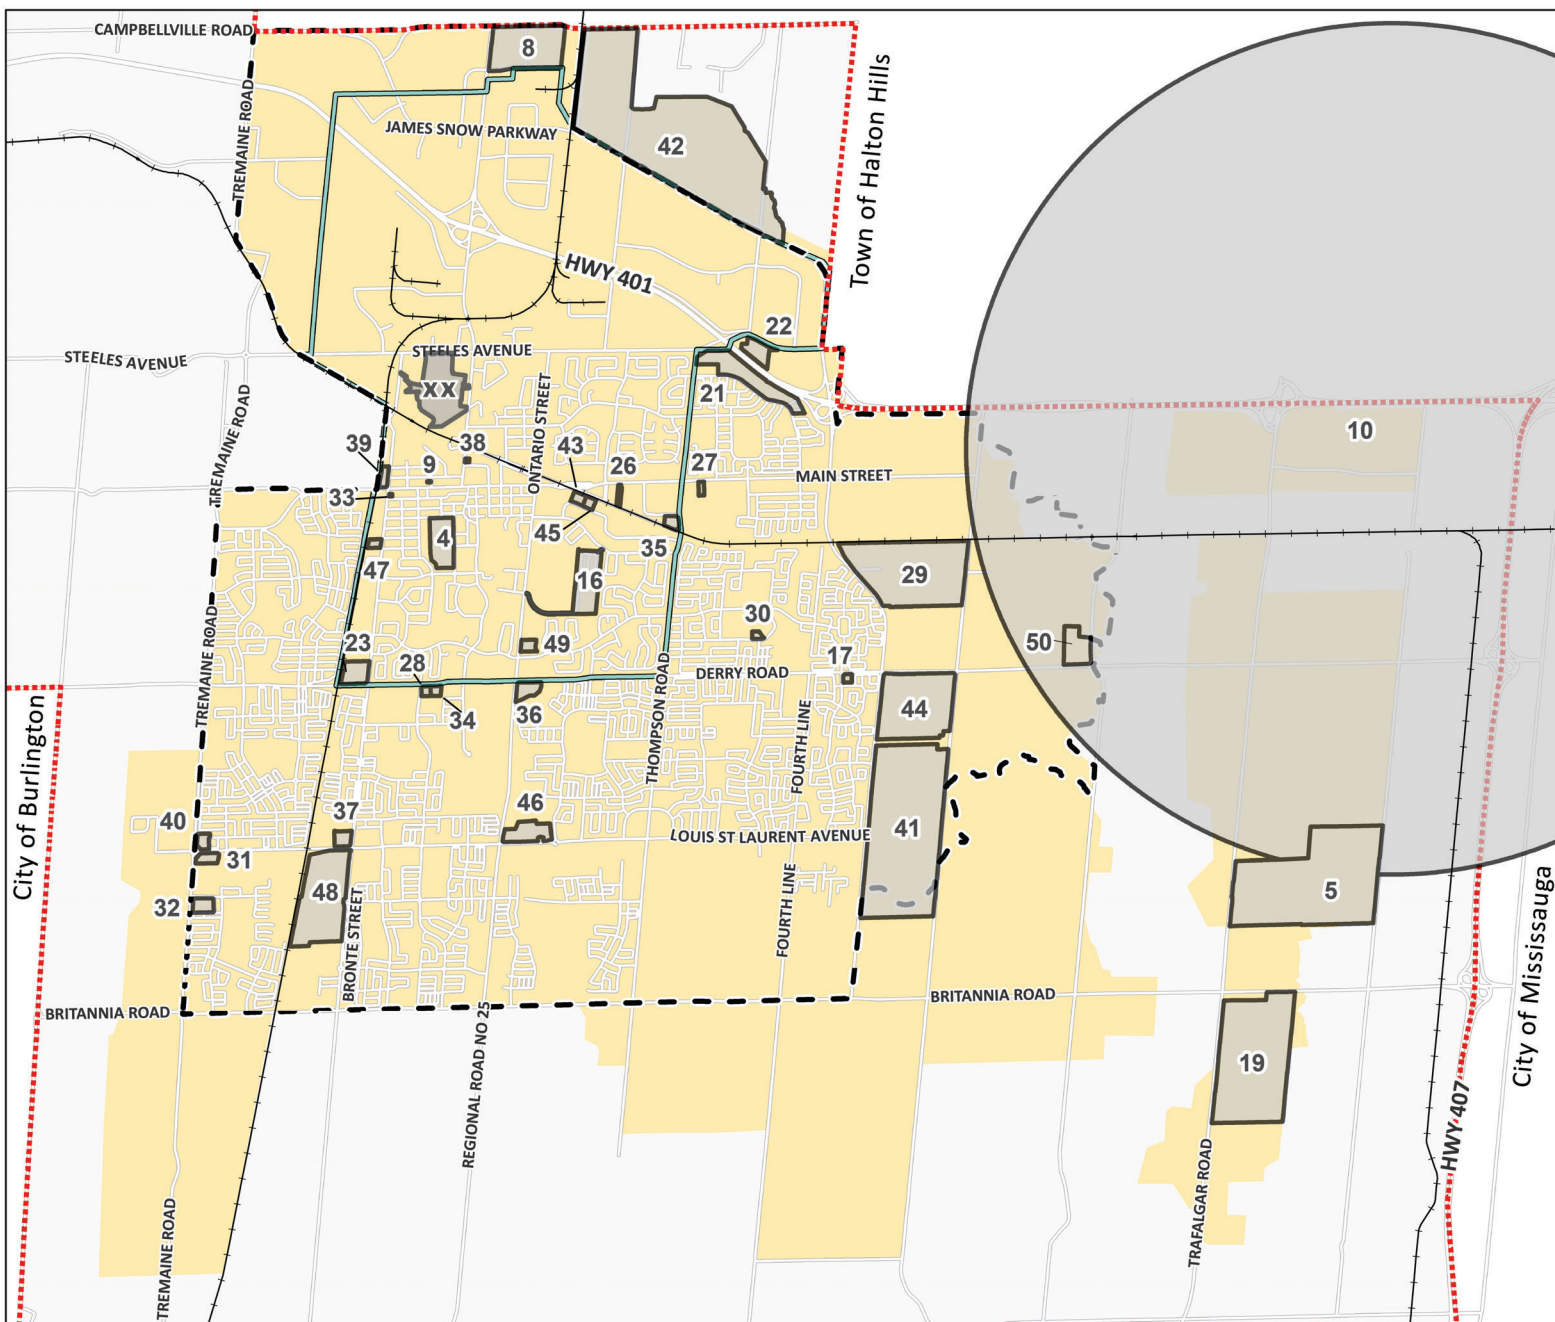 CAMPBELLVILLE ROAD
8
TREMAINE ROAD
JAMES SNOW PARKWAY
42
Town of Halton Hills
HWY 401
22
STEELES AVENUE
STEELES AVENUE
XX
21
TREMAINE ROAD
ONTARIO STREET
10
39
38
43
9
26
27
MAIN STREET
33
4
45
35
47
16
29
30
50
23
28
49
17
TREMAINE ROAD
THOMPSON ROAD
DERRY ROAD
34
36
44
FOURTH LINE
City of Burlington
40
37
46
LOUIS ST LAURENT AVENUE
41
31
32
48
BRONTE STREET
FOURTH LINE
5
City of Mississauga
BRITANNIA ROAD
BRITANNIA ROAD
REGIONAL ROAD NO 25
19
HWY 407
TRAFALGAR ROAD
TREMAINE ROAD